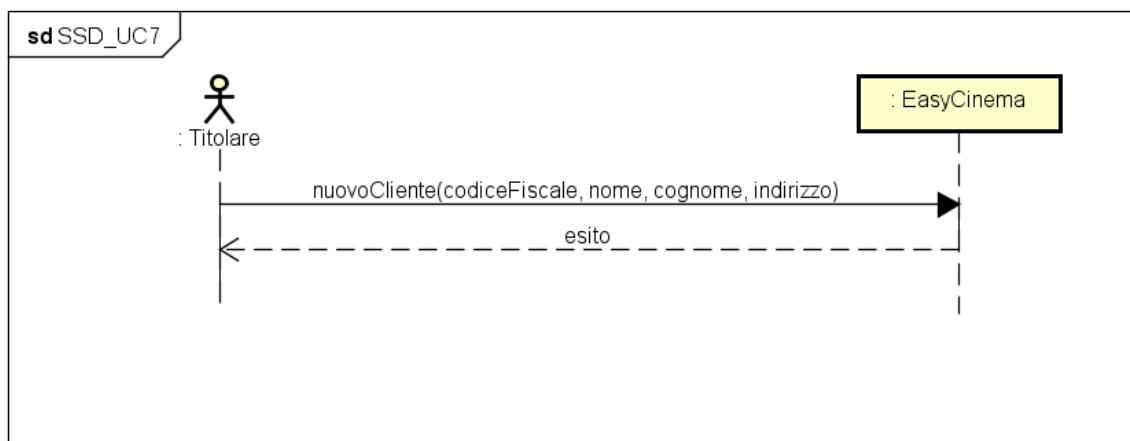 sd SSD_UC7
: Titolare
: EasyCinema
nuovoCliente(codiceFiscale, nome, cognome, indirizzo)
esito